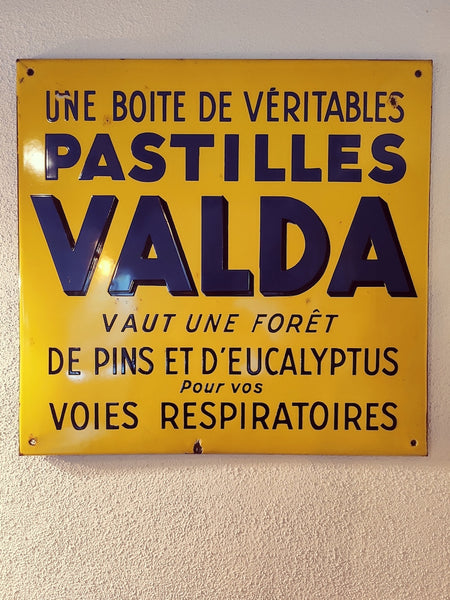 UNE BOITE DE VÉRITABLES
PASTILLES
VALDA
VAUT UNE FORÊT
DE PINS ET D'EUCALYPTUS
Pour vos
VOIES RESPIRATOIRES